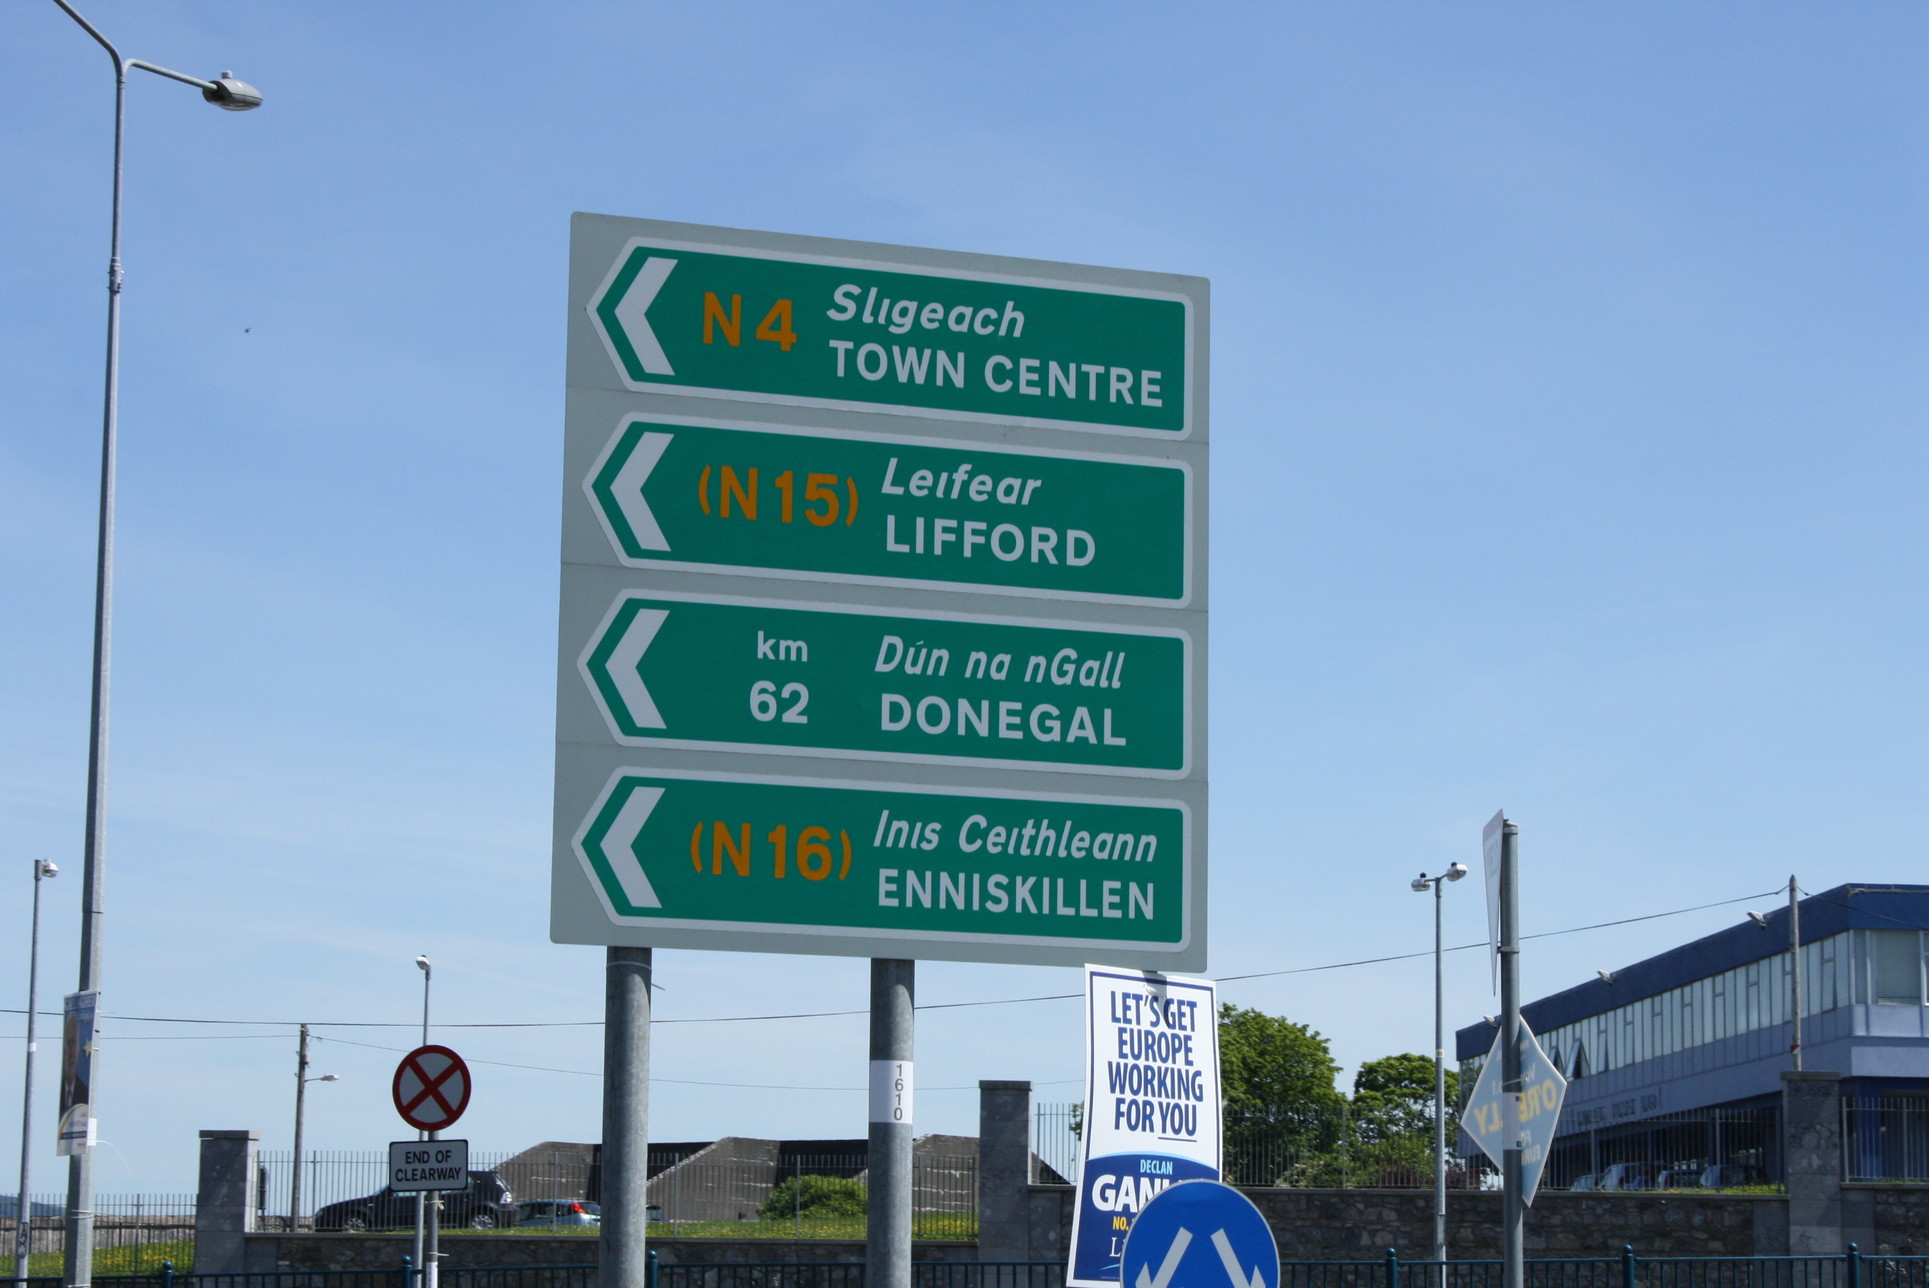 N4 Sligeach
TOWN CENTRE
(N15) Leifear
LIFFORD
km Dún na nGall
62 DONEGAL
(N16) Inis Ceithleann
ENNISKILLEN
1610
LET'S GET
EUROPE
WORKING
FOR YOU
DECLAN
NO.
END OF
CLEARWAY